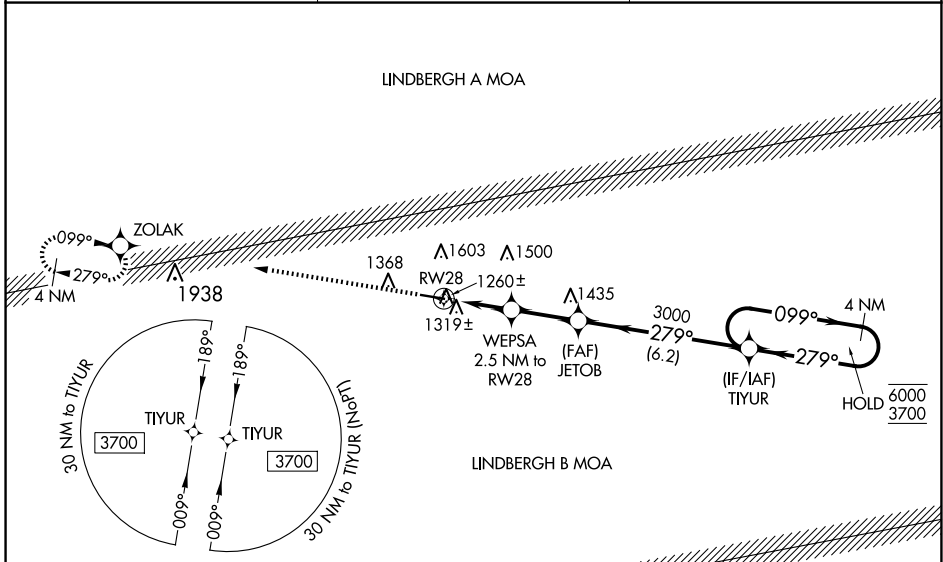 LINDBERGH A MOA
ZOLAK
099°
279°
4 NM
1938
1368
1603
1500
RW28
1260±
1319±
1435
WEPSA
2.5 NM to
RW28
(FAF)
JETOB
3000
279°
(6.2)
(IF/IAF)
TIYUR
099°
4 NM
279°
HOLD
6000
3700
30 NM to TIYUR
189°
TIYUR
3700
009°
189°
TIYUR
3700
009°
30 NM to TIYUR (NoPT)
LINDBERGH B MOA